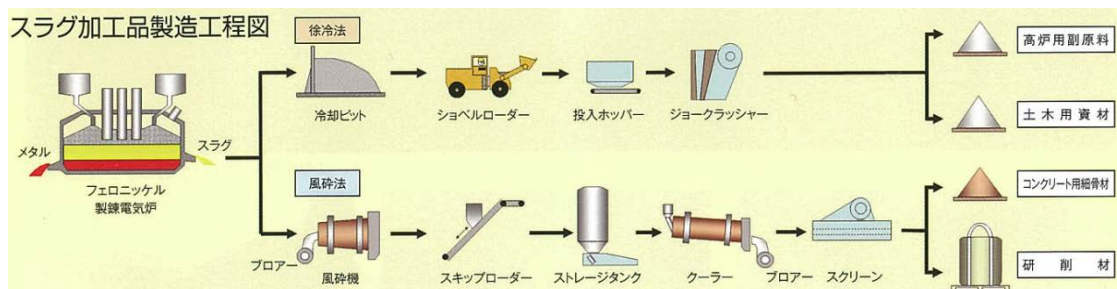 スラグ加工品製造工程図
徐冷法
冷却ピット
ショベルローダー
投入ホッパー
ジョークラッシャー
高炉用副原料
土木用資材
メタル
スラグ
フェロニッケル
製錬電気炉
風砕法
ブロアー
風砕機
スキップローダー
ストレージタンク
クーラー
ブロアー
スクリーン
コンクリート用細骨材
研削材